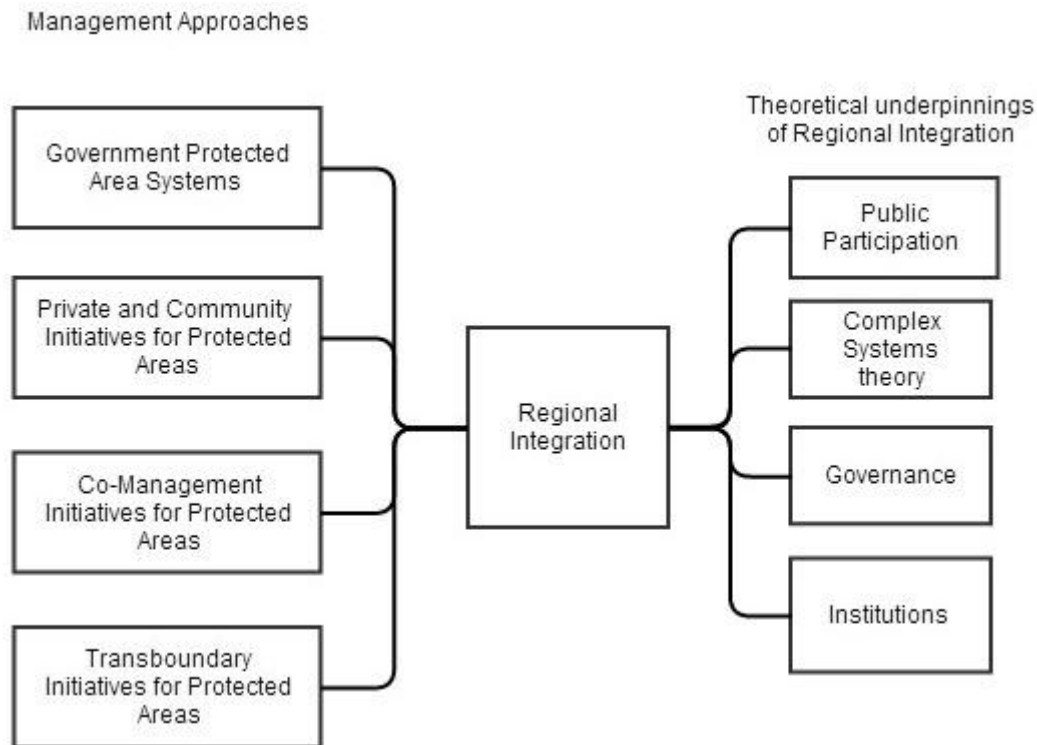 Management Approaches
Government Protected
Area Systems
Private and Community
Initiatives for Protected
Areas
Co-Management
Initiatives for Protected
Areas
Transboundary
Initiatives for Protected
Areas
Regional
Integration
Theoretical underpinnings
of Regional Integration
Public
Participation
Complex
Systems
theory
Governance
Institutions